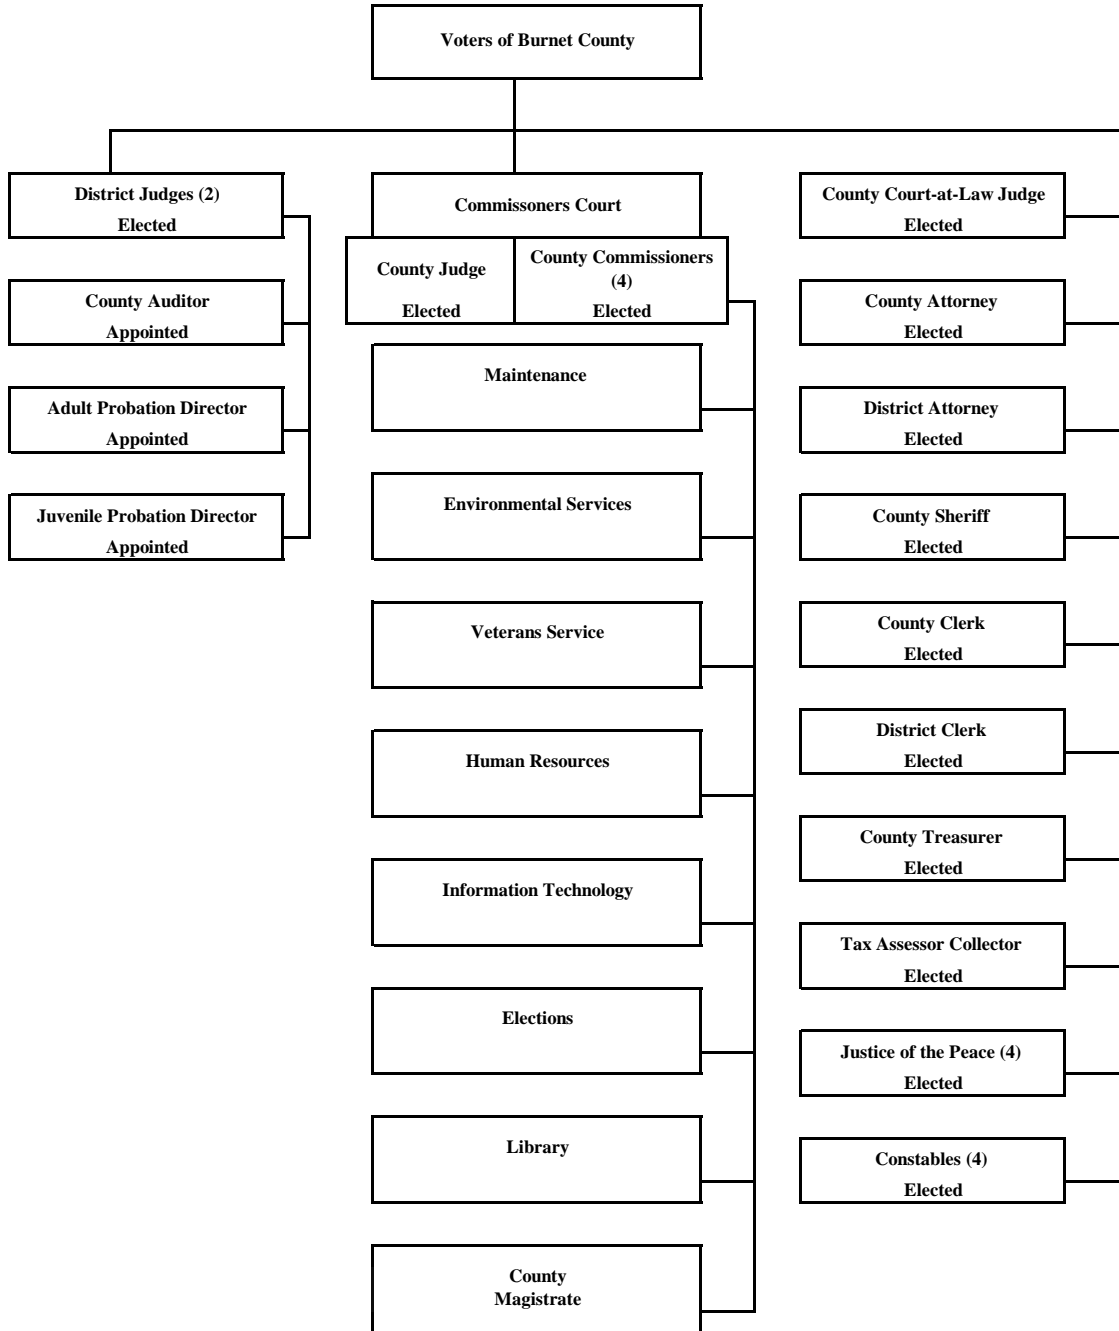 Voters of Burnet County
District Judges (2)
Elected
County Auditor
Appointed
Adult Probation Director
Appointed
Juvenile Probation Director
Appointed
Commissoners Court
County Judge
Elected
County Commissioners
(4)
Elected
Maintenance
Environmental Services
Veterans Service
Human Resources
Information Technology
Elections
Library
County
Magistrate
County Court-at-Law Judge
Elected
County Attorney
Elected
District Attorney
Elected
County Sheriff
Elected
County Clerk
Elected
District Clerk
Elected
County Treasurer
Elected
Tax Assessor Collector
Elected
Justice of the Peace (4)
Elected
Constables (4)
Elected